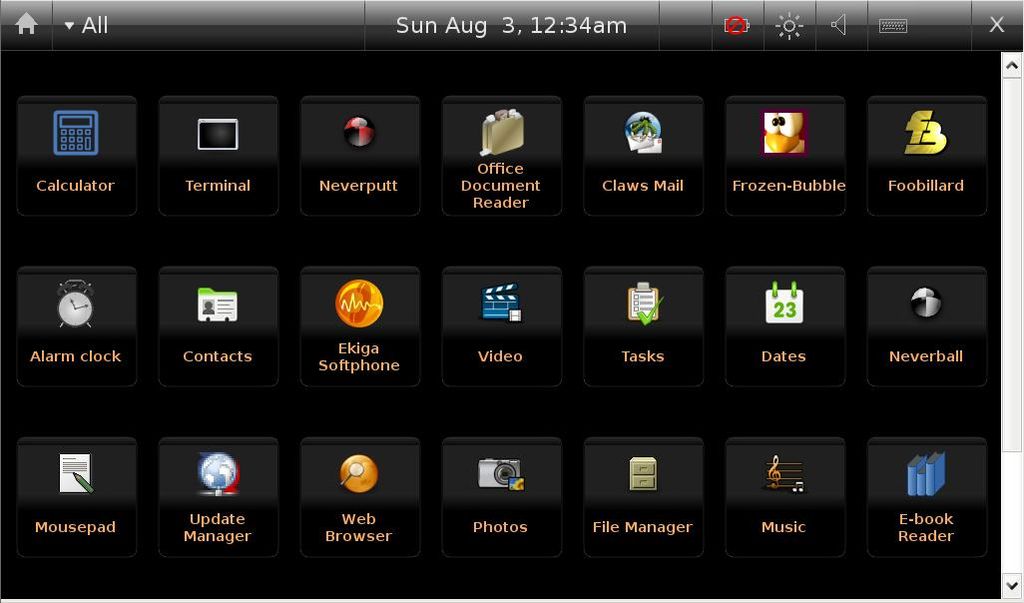 All
Sun Aug 3, 12:34am
X
Calculator
Terminal
Neverputt
Office
Document
Reader
Claws Mail
Frozen-Bubble
Foobillard
Alarm clock
Contacts
Ekiga
Softphone
Video
Tasks
23
Dates
Neverball
Mousepad
Update
Manager
Web
Browser
Photos
File Manager
Music
E-book
Reader